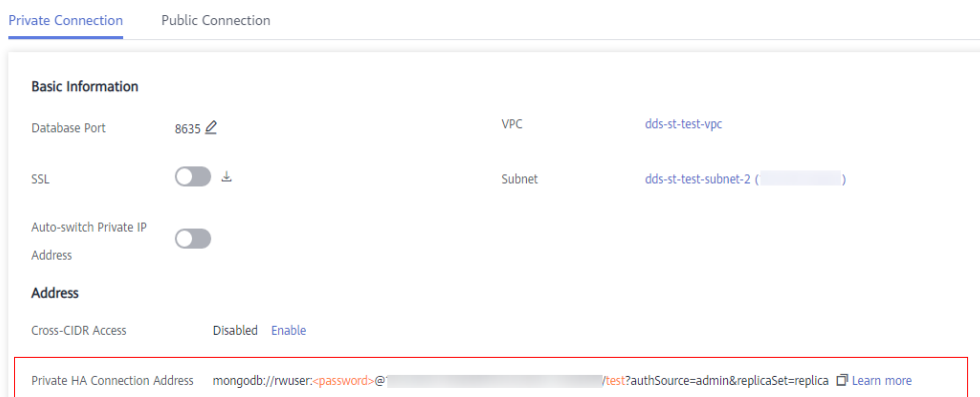 Private Connection Public Connection
Basic Information
Database Port 8635 VPC dds-st-test-vpc
SSL Subnet dds-st-test-subnet-2 ( )
Auto-switch Private IP
Address
Address
Cross-CIDR Access Disabled Enable
Private HA Connection Address mongodb://rwuser:<password>@ /test?authSource=admin&replicaSet=replica Learn more